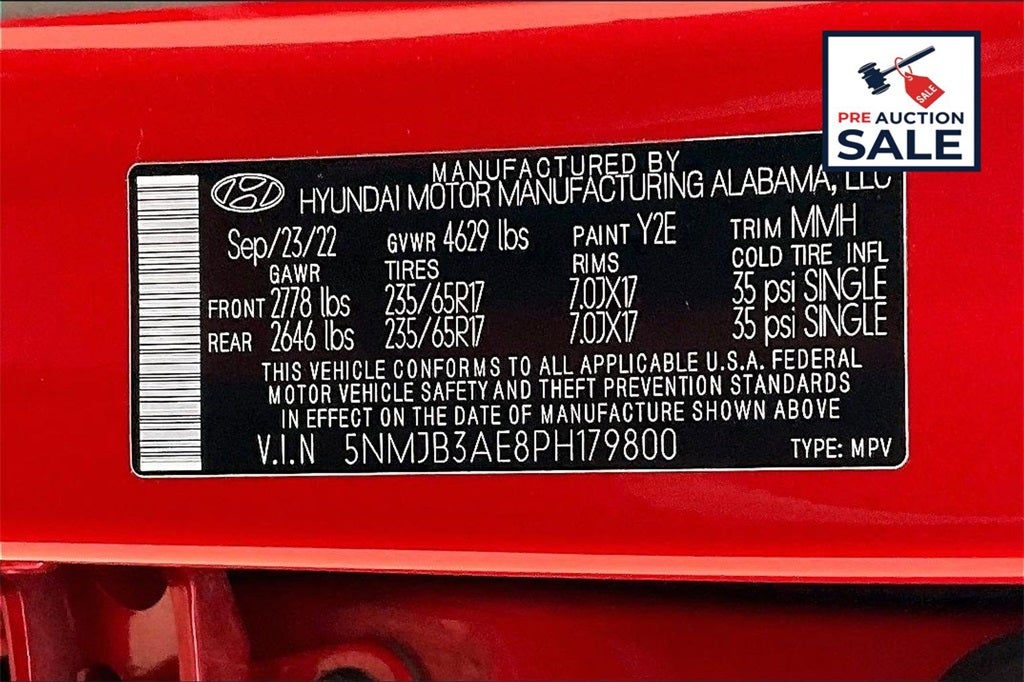 PRE AUCTION
SALE
SALE
MANUFACTURED BY
HYUNDAI MOTOR MANUFACTURING ALABAMA, LLC
Sep/23/22 GVWR 4629 lbs PAINT Y2E TRIM MMH
GAWR TIRES RIMS COLD TIRE INFL
FRONT 2778 lbs 235/65R17 7.0JX17 35 psi SINGLE
REAR 2646 lbs 235/65R17 7.0JX17 35 psi SINGLE
THIS VEHICLE CONFORMS TO ALL APPLICABLE U.S.A. FEDERAL
MOTOR VEHICLE SAFETY AND THEFT PREVENTION STANDARDS
IN EFFECT ON THE DATE OF MANUFACTURE SHOWN ABOVE
V.I.N 5NMJB3AE8PH179800 TYPE: MPV